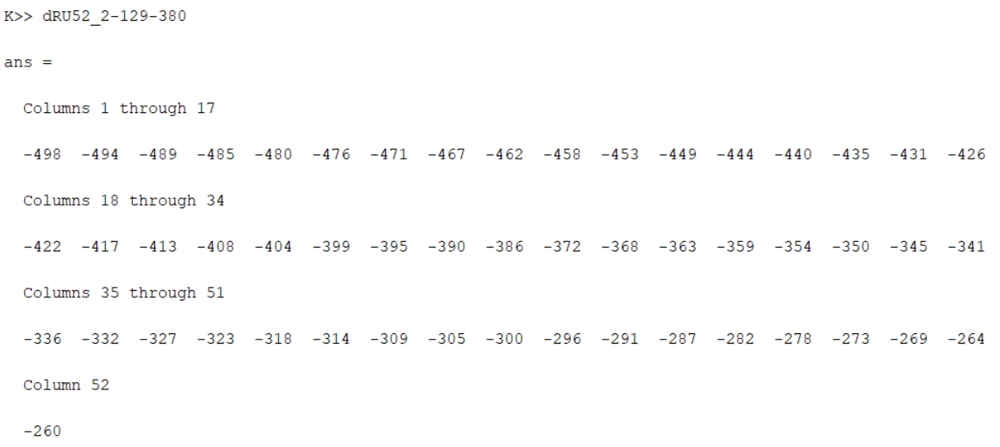 K>> dRU52_2-129-380
ans =
Columns 1 through 17
-498 -494 -489 -485 -480 -476 -471 -467 -462 -458 -453 -449 -444 -440 -435 -431 -426
Columns 18 through 34
-422 -417 -413 -408 -404 -399 -395 -390 -386 -372 -368 -363 -359 -354 -350 -345 -341
Columns 35 through 51
-336 -332 -327 -323 -318 -314 -309 -305 -300 -296 -291 -287 -282 -278 -273 -269 -264
Column 52
-260